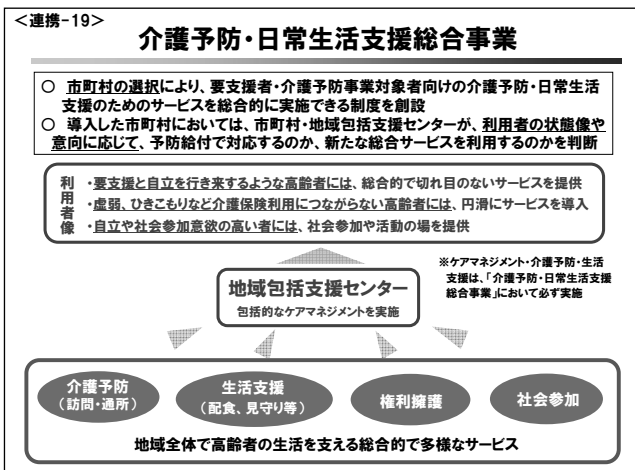 ＜連携-19＞
介護予防・日常生活支援総合事業
○ 市町村の選択により、要支援者・介護予防事業対象者向けの介護予防・日常生活
支援のためのサービスを総合的に実施できる制度を創設
○ 導入した市町村においては、市町村・地域包括支援センターが、利用者の状態像や
意向に応じて、予防給付で対応するのか、新たな総合サービスを利用するのかを判断
利用者像
・要支援と自立を行き来するような高齢者には、総合的で切れ目のないサービスを提供
・虚弱、ひきこもりなど介護保険利用につながらない高齢者には、円滑にサービスを導入
・自立や社会参加意欲の高い者には、社会参加や活動の場を提供
※ケアマネジメント・介護予防・生活
支援は、「介護予防・日常生活支援
総合事業」において必ず実施
地域包括支援センター
包括的なケアマネジメントを実施
介護予防
（訪問・通所）
生活支援
（配食、見守り等）
権利擁護
社会参加
地域全体で高齢者の生活を支える総合的で多様なサービス